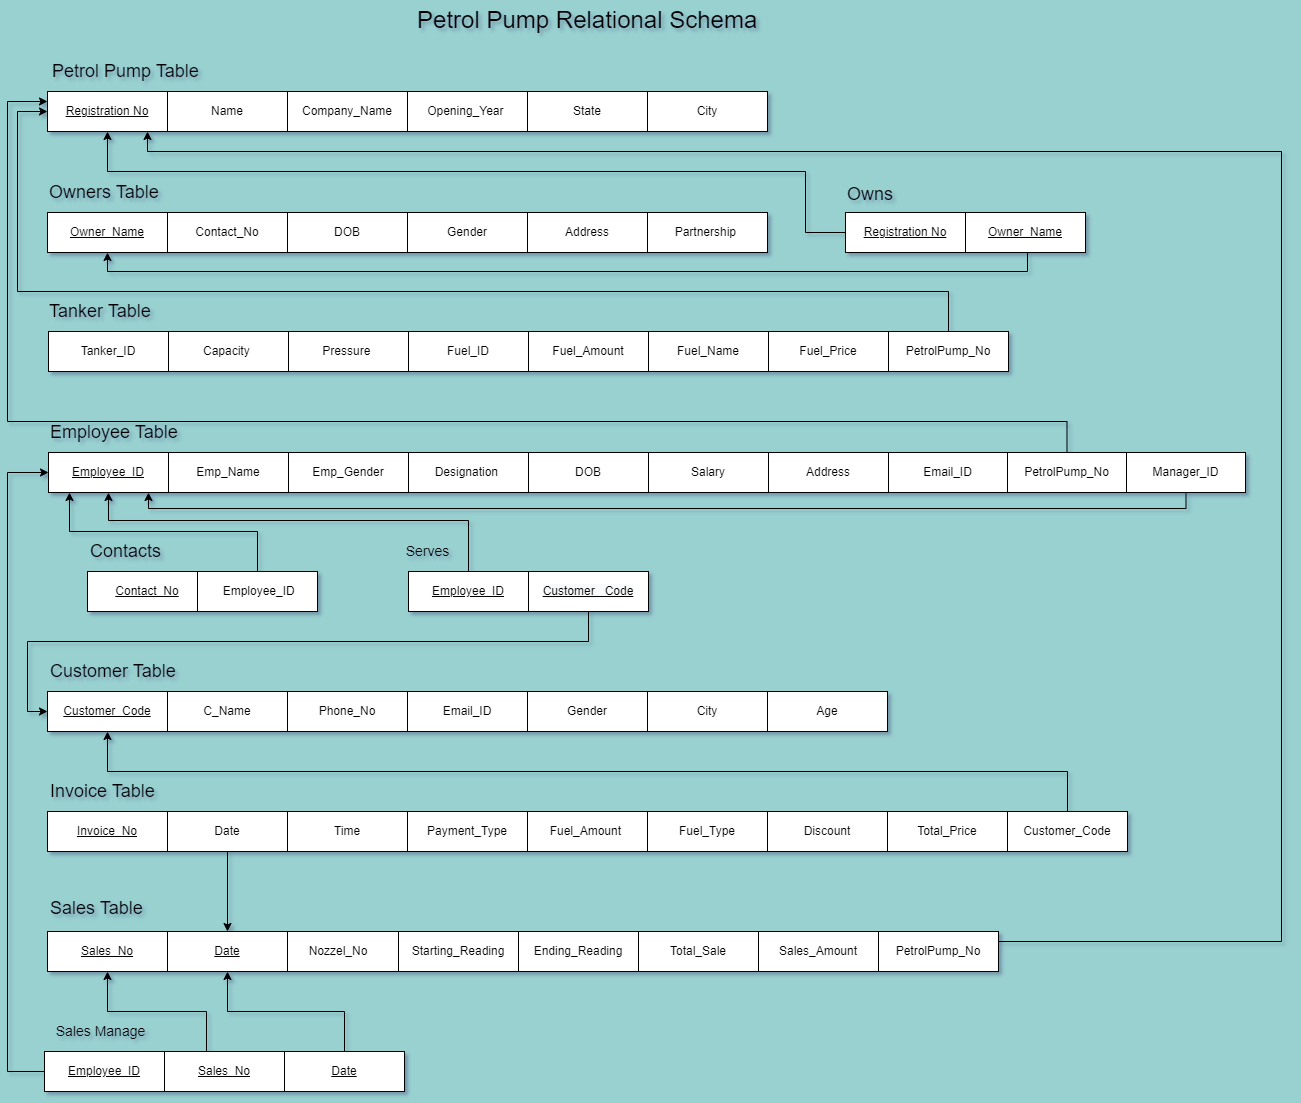 Petrol Pump Relational Schema
Petrol Pump Table
Registration No Name Company_Name Opening_Year State City
Owners Table
Owner_Name Contact_No DOB Gender Address Partnership
Owns
Registration No Owner_Name
Tanker Table
Tanker_ID Capacity Pressure Fuel_ID Fuel_Amount Fuel_Name Fuel_Price PetrolPump_No
Employee Table
Employee_ID Emp_Name Emp_Gender Designation DOB Salary Address Email_ID PetrolPump_No Manager_ID
Contacts
Contact_No Employee_ID
Serves
Employee_ID Customer_Code
Customer Table
Customer_Code C_Name Phone_No Email_ID Gender City Age
Invoice Table
Invoice_No Date Time Payment_Type Fuel_Amount Fuel_Type Discount Total_Price Customer_Code
Sales Table
Sales_No Date Nozzel_No Starting_Reading Ending_Reading Total_Sale Sales_Amount PetrolPump_No
Sales Manage
Employee_ID Sales_No Date